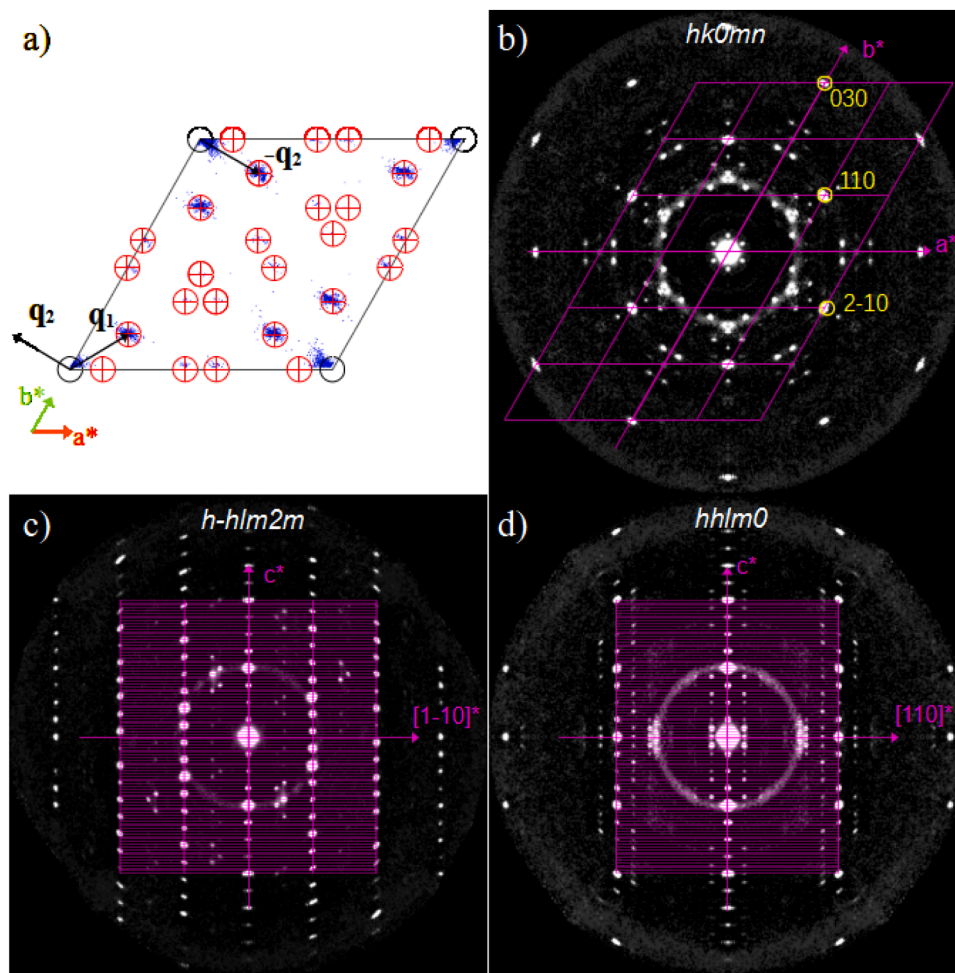 a)
-q2
q2
q1
b*
a*
b)
hk0mn
b*
030
110
a*
2-10
c)
h-hlm2m
c*
[1-10]*
d)
hhlm0
c*
[110]*